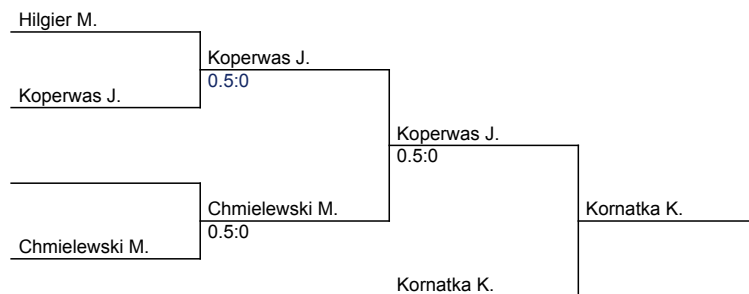 Hilgier M.
Koperwas J.
0.5:0
Koperwas J.
Koperwas J.
0.5:0
Chmielewski M.
Kornatka K.
0.5:0
Chmielewski M.
Kornatka K.